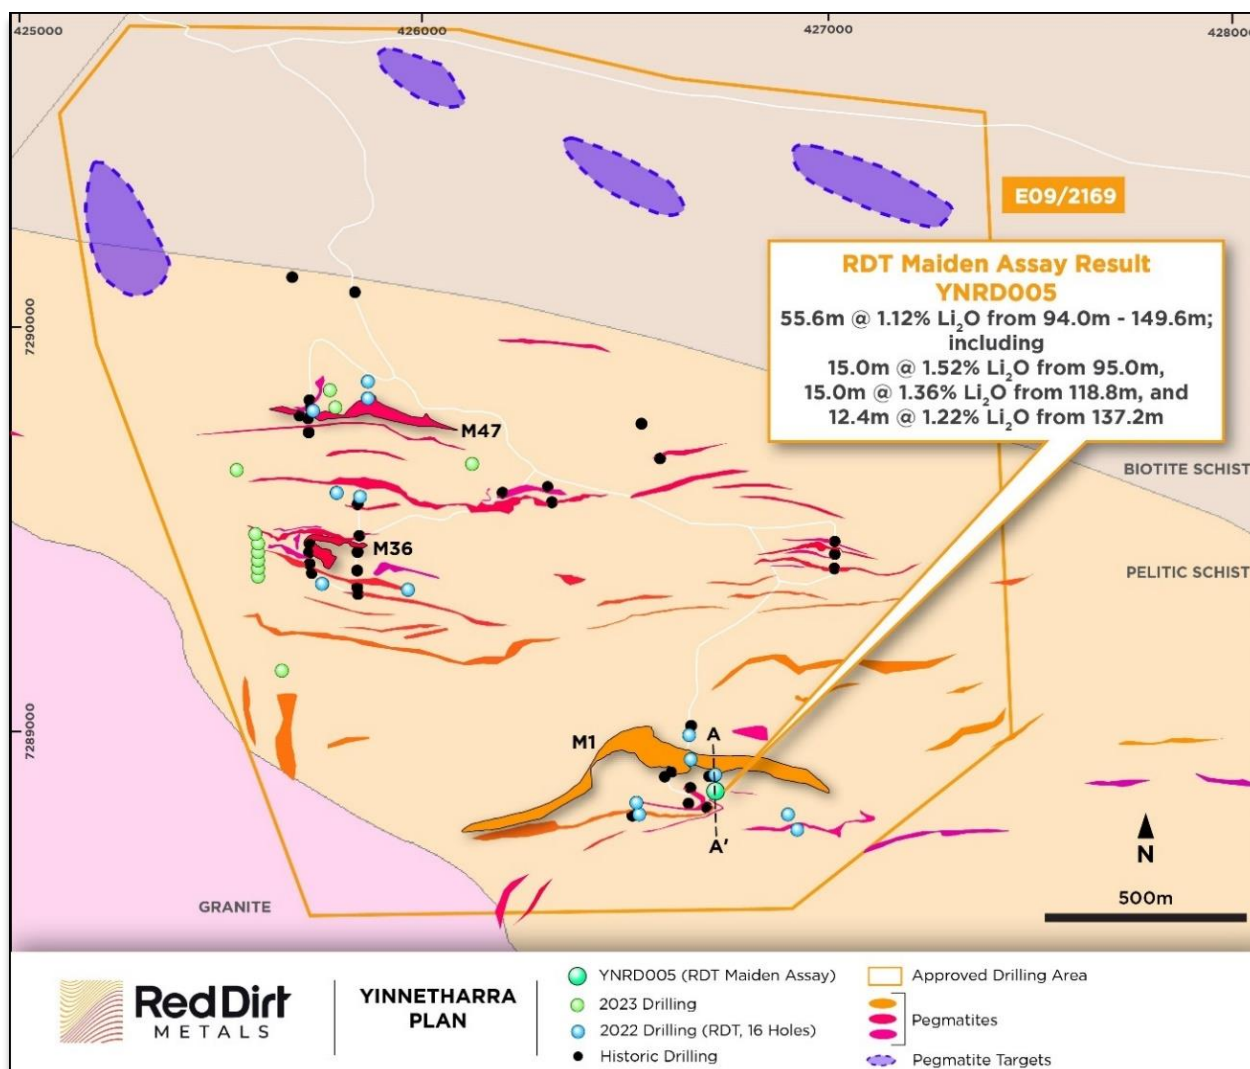 425000
426000
427000
428000
E09/2169
RDT Maiden Assay Result
YNRD005
55.6m @ 1.12% Li₂O from 94.0m - 149.6m;
including
15.0m @ 1.52% Li₂O from 95.0m,
15.0m @ 1.36% Li₂O from 118.8m, and
12.4m @ 1.22% Li₂O from 137.2m
7290000
M47
BIOTITE SCHIST
M36
PELITIC SCHIST
7289000
M1
A
A'
N
500m
GRANITE
Red Dirt
METALS
YINNETHARRA
PLAN
YNRD005 (RDT Maiden Assay)
2023 Drilling
2022 Drilling (RDT, 16 Holes)
Historic Drilling
Approved Drilling Area
Pegmatites
Pegmatite Targets